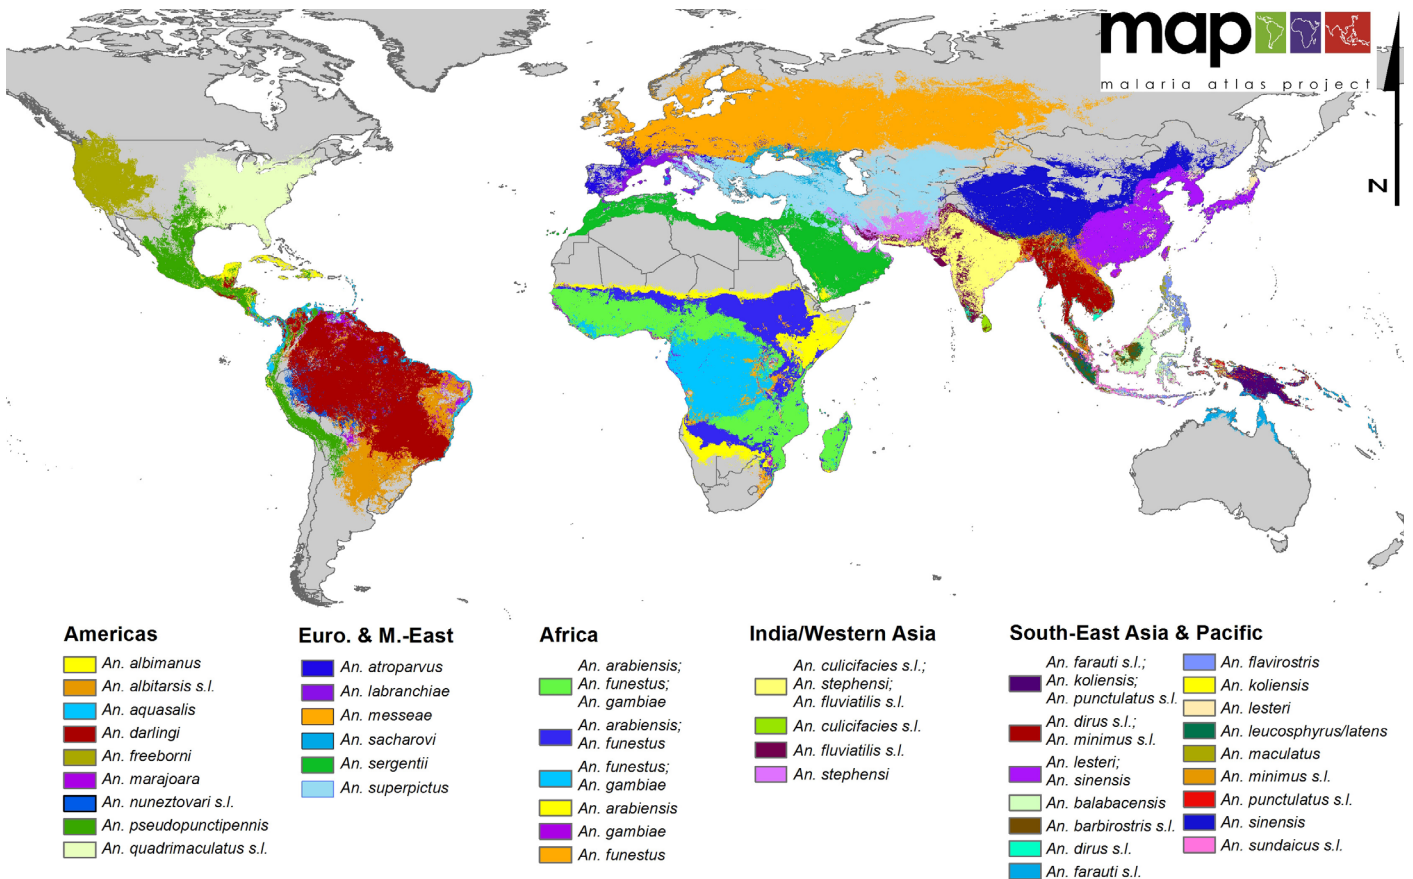 map
malaria atlas project
N
Americas
An. albimanus
An. albitarsis s.l.
An. aquasalis
An. darlingi
An. freeborni
An. marajoara
An. nuneztovari s.l.
An. pseudopunctipennis
An. quadrimaculatus s.l.
Euro. & M.-East
An. atroparvus
An. labranchiae
An. messeae
An. sacharovi
An. sergentii
An. superpictus
Africa
An. arabiensis;
An. funestus;
An. gambiae
An. arabiensis;
An. funestus
An. funestus;
An. gambiae
An. arabiensis
An. gambiae
An. funestus
India/Western Asia
An. culicifacies s.l.;
An. stephensi;
An. fluviatilis s.l.
An. culicifacies s.l.
An. fluviatilis s.l.
An. stephensi
South-East Asia & Pacific
An. farauti s.l.;
An. koliensis;
An. punctulatus s.l.
An. dirus s.l.;
An. minimus s.l.
An. lesteri;
An. sinensis
An. balabacensis
An. barbirostris s.l.
An. dirus s.l.
An. farauti s.l.
An. flavirostris
An. koliensis
An. lesteri
An. leucosphyrus/latens
An. maculatus
An. minimus s.l.
An. punctulatus s.l.
An. sinensis
An. sundaicus s.l.